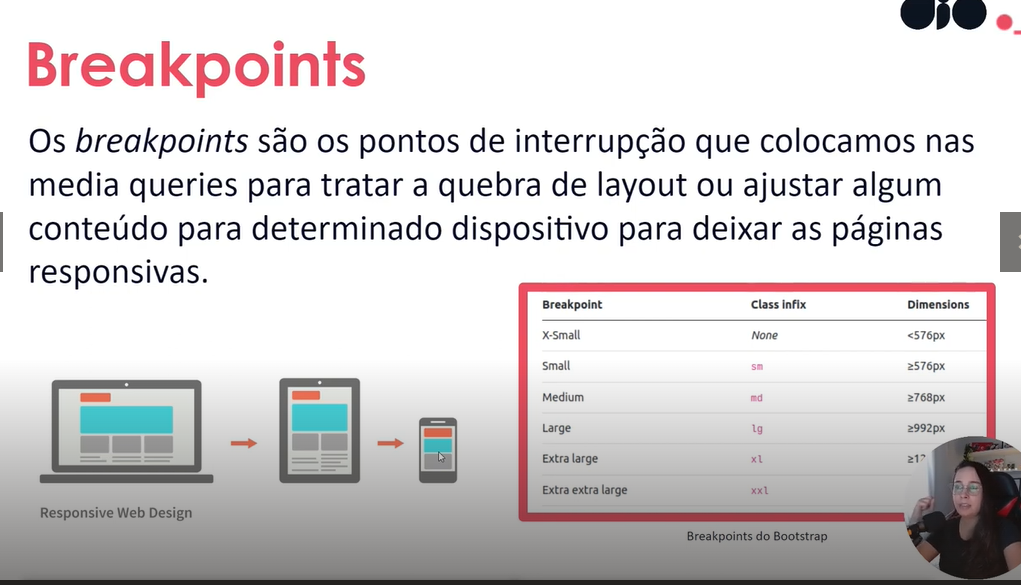 dio
Breakpoints
Os breakpoints são os pontos de interrupção que colocamos nas
media queries para tratar a quebra de layout ou ajustar algum
conteúdo para determinado dispositivo para deixar as páginas
responsivas.
Breakpoint Class infix Dimensions
X-Small None <576px
Small sm ≥576px
Medium md ≥768px
Large lg ≥992px
Extra large xl
Extra extra large xxl
Responsive Web Design
Breakpoints do Bootstrap